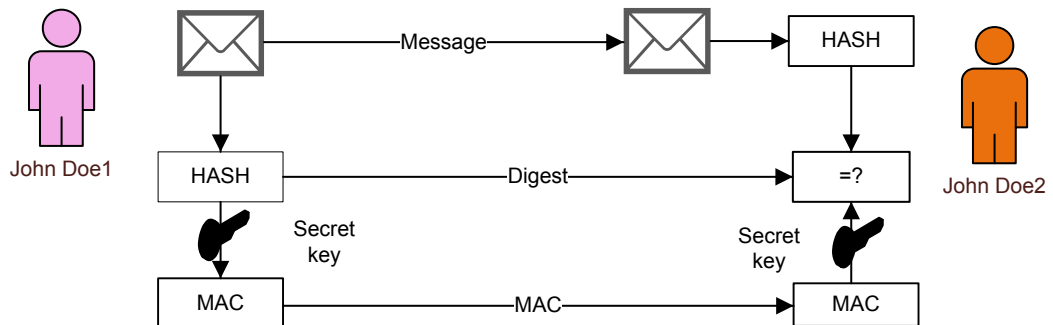 Message
HASH
John Doe1
HASH
Digest
=?
John Doe2
Secret
key
Secret
key
MAC
MAC
MAC